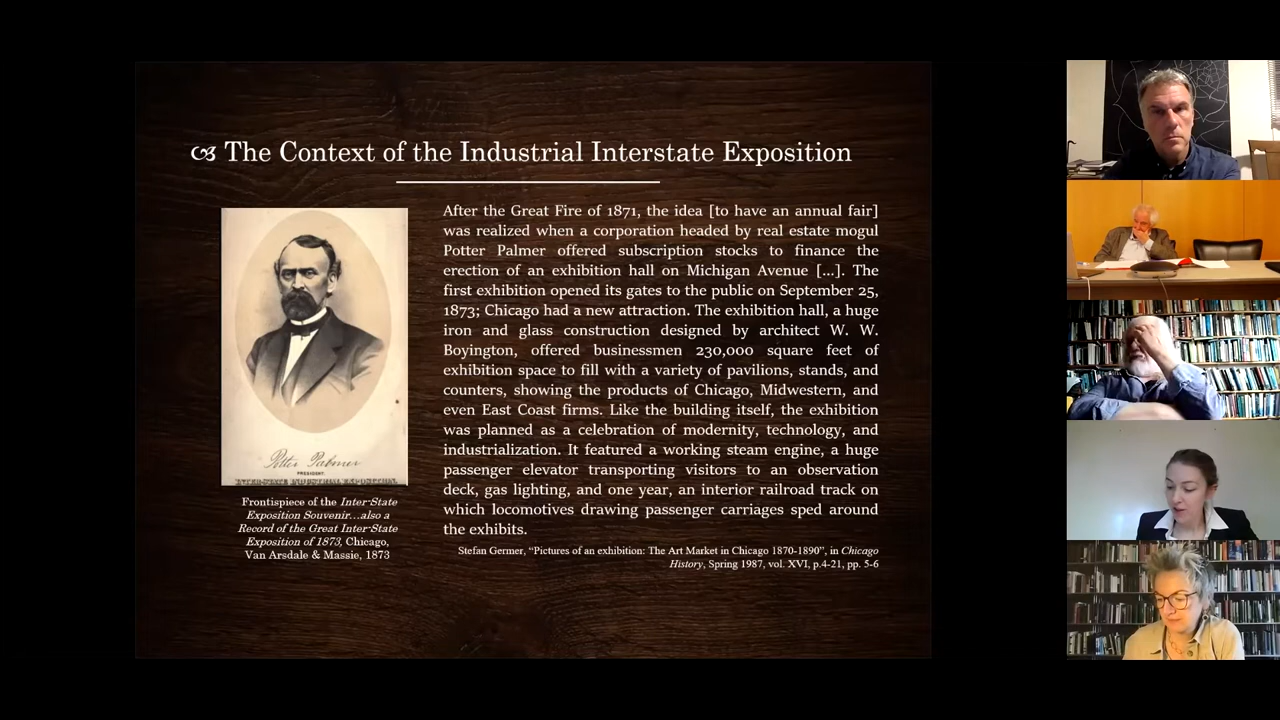 The Context of the Industrial Interstate Exposition
After the Great Fire of 1871, the idea [to have an annual fair]
was realized when a corporation headed by real estate mogul
Potter Palmer offered subscription stocks to finance the
erection of an exhibition hall on Michigan Avenue [...]. The
first exhibition opened its gates to the public on September 25,
1873; Chicago had a new attraction. The exhibition hall, a huge
iron and glass construction designed by architect W. W.
Boyington, offered businessmen 230,000 square feet of
exhibition space to fill with a variety of pavilions, stands, and
counters, showing the products of Chicago, Midwestern, and
even East Coast firms. Like the building itself, the exhibition
was planned as a celebration of modernity, technology, and
industrialization. It featured a working steam engine, a huge
passenger elevator transporting visitors to an observation
deck, gas lighting, and one year, an interior railroad track on
which locomotives drawing passenger carriages sped around
the exhibits.
Stefan Germer, “Pictures of an exhibition: The Art Market in Chicago 1870-1890”, in Chicago
History, Spring 1987, vol. XVI, p.4-21, pp. 5-6
Potter Palmer
PRESIDENT.
INTER-STATE INDUSTRIAL EXPOSITION.
Frontispiece of the Inter-State
Exposition Souvenir…also a
Record of the Great Inter-State
Exposition of 1873, Chicago,
Van Arsdale & Massie, 1873